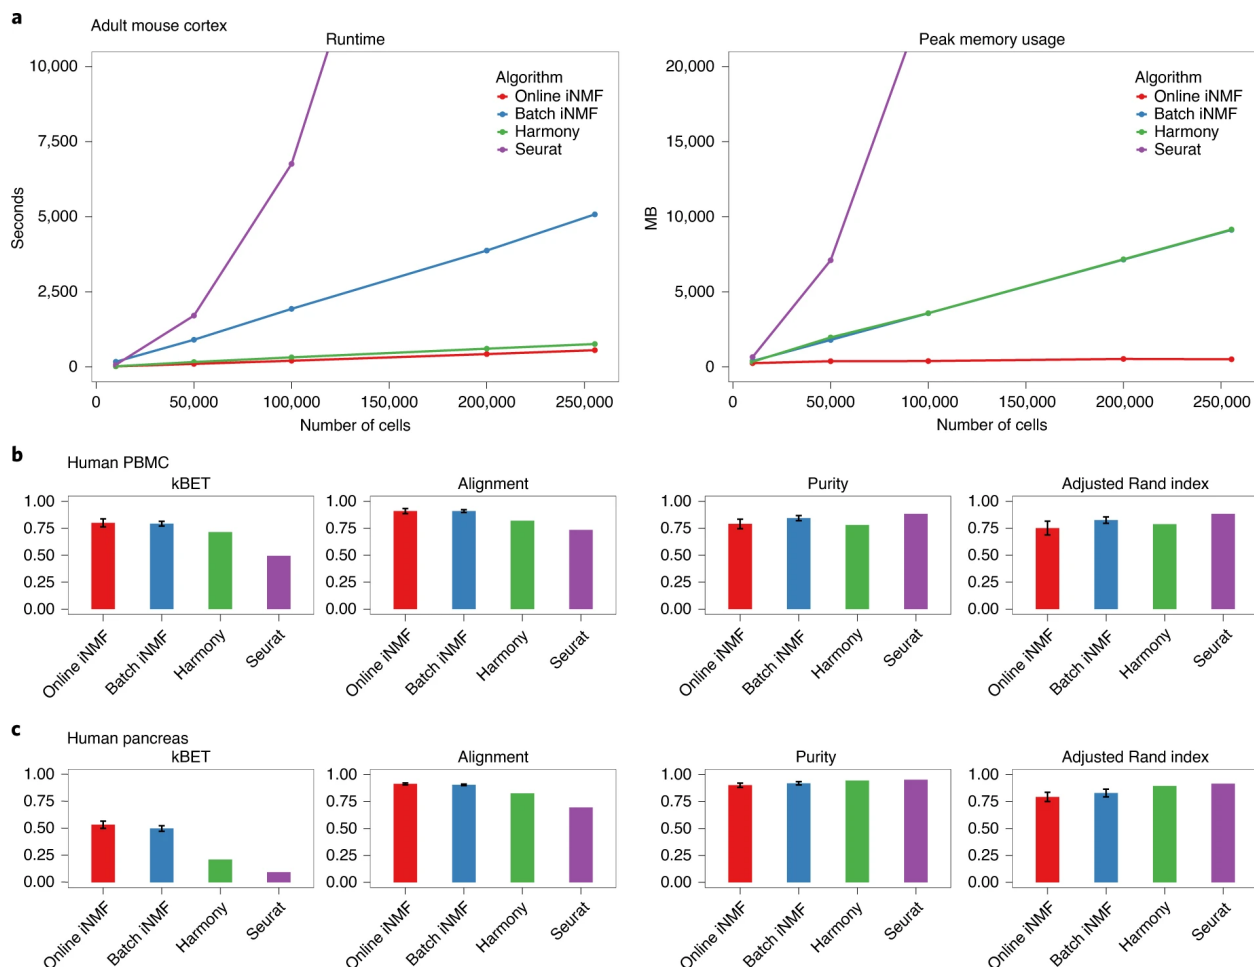 a
Adult mouse cortex
Runtime
10,000
7,500
5,000
2,500
0
Seconds
Algorithm
Online iNMF
Batch iNMF
Harmony
Seurat
0 50,000 100,000 150,000 200,000 250,000
Number of cells
Peak memory usage
20,000
15,000
10,000
5,000
0
MB
Algorithm
Online iNMF
Batch iNMF
Harmony
Seurat
0 50,000 100,000 150,000 200,000 250,000
Number of cells
b
Human PBMC
kBET
1.00
0.75
0.50
0.25
0.00
Online iNMF
Batch iNMF
Harmony
Seurat
Alignment
1.00
0.75
0.50
0.25
0.00
Online iNMF
Batch iNMF
Harmony
Seurat
Purity
1.00
0.75
0.50
0.25
0.00
Online iNMF
Batch iNMF
Harmony
Seurat
Adjusted Rand index
1.00
0.75
0.50
0.25
0.00
Online iNMF
Batch iNMF
Harmony
Seurat
c
Human pancreas
kBET
1.00
0.75
0.50
0.25
0.00
Online iNMF
Batch iNMF
Harmony
Seurat
Alignment
1.00
0.75
0.50
0.25
0.00
Online iNMF
Batch iNMF
Harmony
Seurat
Purity
1.00
0.75
0.50
0.25
0.00
Online iNMF
Batch iNMF
Harmony
Seurat
Adjusted Rand index
1.00
0.75
0.50
0.25
0.00
Online iNMF
Batch iNMF
Harmony
Seurat